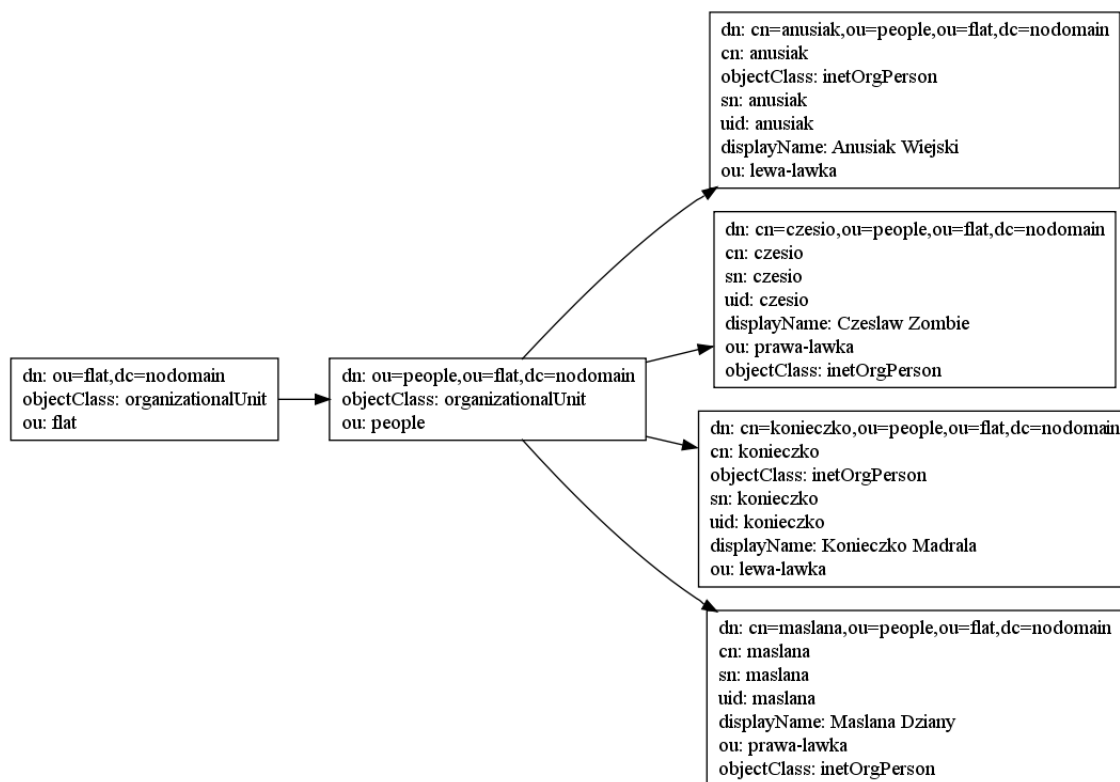 dn: cn=anusiak,ou=people,ou=flat,dc=nodomain
cn: anusiak
objectClass: inetOrgPerson
sn: anusiak
uid: anusiak
displayName: Anusiak Wiejski
ou: lewa-lawka
dn: cn=czesio,ou=people,ou=flat,dc=nodomain
cn: czesio
sn: czesio
uid: czesio
displayName: Czeslaw Zombie
ou: prawa-lawka
objectClass: inetOrgPerson
dn: ou=flat,dc=nodomain
objectClass: organizationalUnit
ou: flat
dn: ou=people,ou=flat,dc=nodomain
objectClass: organizationalUnit
ou: people
dn: cn=konieczko,ou=people,ou=flat,dc=nodomain
cn: konieczko
objectClass: inetOrgPerson
sn: konieczko
uid: konieczko
displayName: Konieczko Madrala
ou: lewa-lawka
dn: cn=maslana,ou=people,ou=flat,dc=nodomain
cn: maslana
sn: maslana
uid: maslana
displayName: Maslana Dziany
ou: prawa-lawka
objectClass: inetOrgPerson